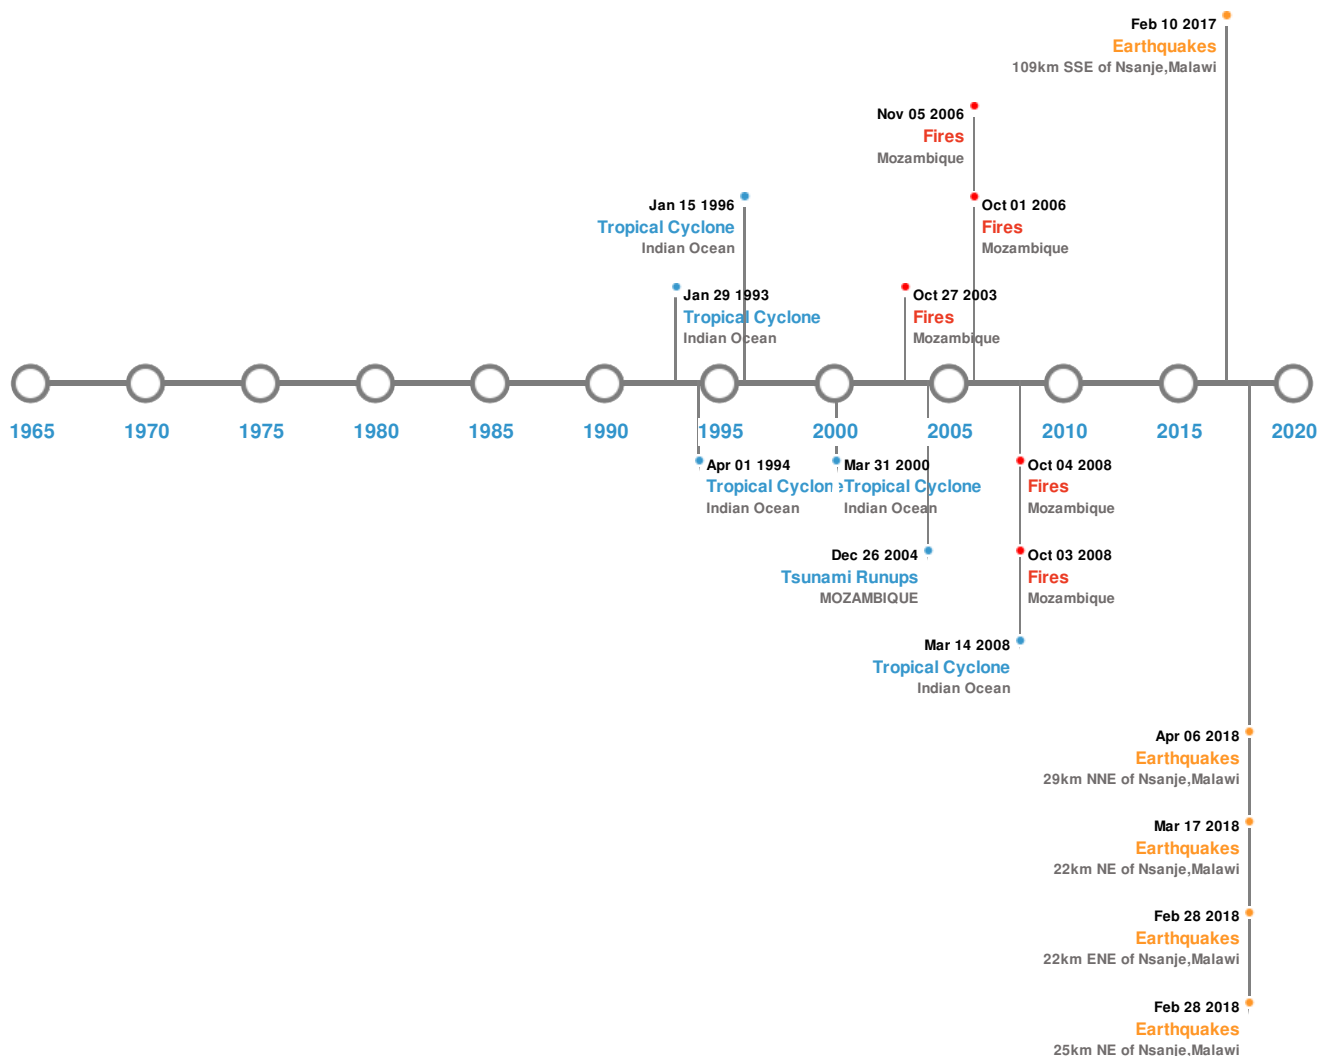 Feb 10 2017
Earthquakes
109km SSE of Nsanje,Malawi
Nov 05 2006
Fires
Mozambique
Jan 15 1996
Tropical Cyclone
Indian Ocean
Oct 01 2006
Fires
Mozambique
Jan 29 1993
Tropical Cyclone
Indian Ocean
Oct 27 2003
Fires
Mozambique
1965 1970 1975 1980 1985 1990 1995 2000 2005 2010 2015 2020
Apr 01 1994
Tropical Cyclone
Indian Ocean
Mar 31 2000
Tropical Cyclone
Indian Ocean
Oct 04 2008
Fires
Mozambique
Dec 26 2004
Tsunami Runups
MOZAMBIQUE
Oct 03 2008
Fires
Mozambique
Mar 14 2008
Tropical Cyclone
Indian Ocean
Apr 06 2018
Earthquakes
29km NNE of Nsanje,Malawi
Mar 17 2018
Earthquakes
22km NE of Nsanje,Malawi
Feb 28 2018
Earthquakes
22km ENE of Nsanje,Malawi
Feb 28 2018
Earthquakes
25km NE of Nsanje,Malawi